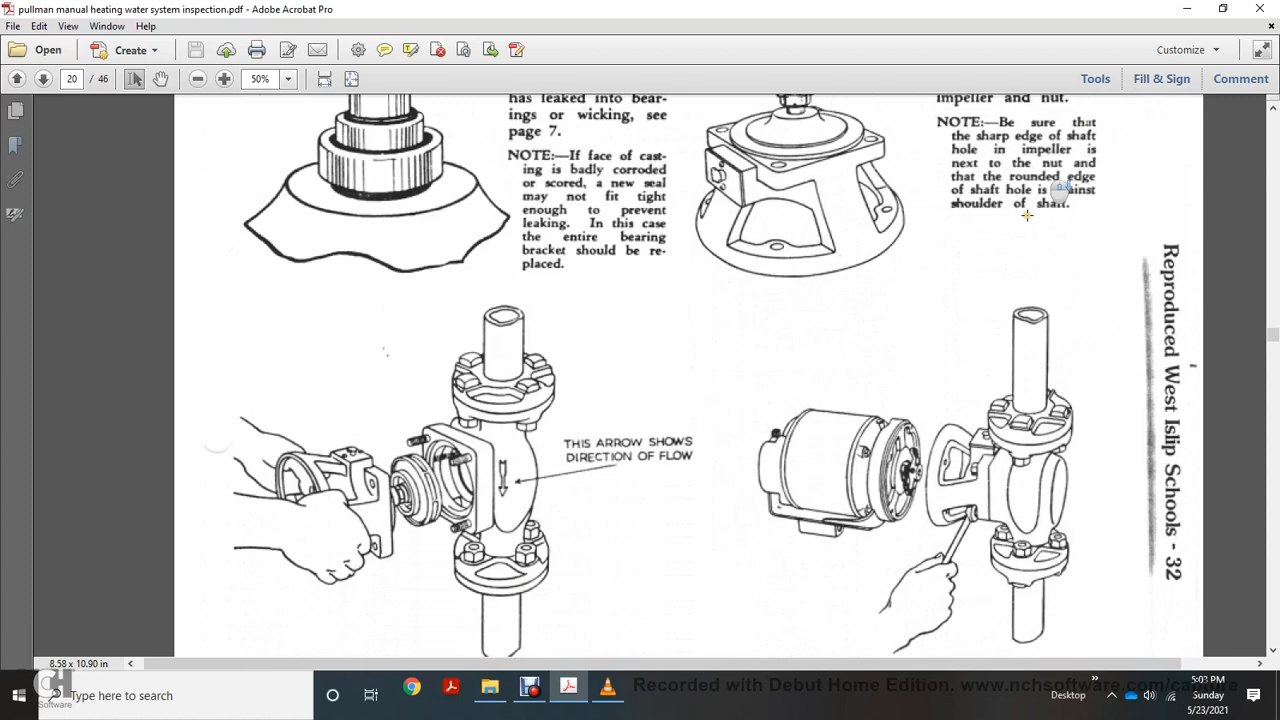 pullman manual heating water system inspection.pdf - Adobe Acrobat Pro
File Edit View Window Help
Open Create Customize
20 / 46 50% Tools Fill & Sign Comment
has leaked into bear-
ings or wicking, see
page 7.
NOTE:—If face of cast-
ing is badly corroded
or scored, a new seal
may not fit tight
enough to prevent
leaking. In this case
the entire bearing
bracket should be re-
placed.
impeller and nut.
NOTE:—Be sure that
the sharp edge of shaft
hole in impeller is
next to the nut and
that the rounded edge
of shaft hole is against
shoulder of shaft.
THIS ARROW SHOWS
DIRECTION OF FLOW
Reproduced West Islip Schools - 32
8.58 x 10.90 in
Type here to search
Software
Recorded with Debut Home Edition. www.nchsoftware.com/capture
Desktop
5:03 PM
Sunday
5/23/2021